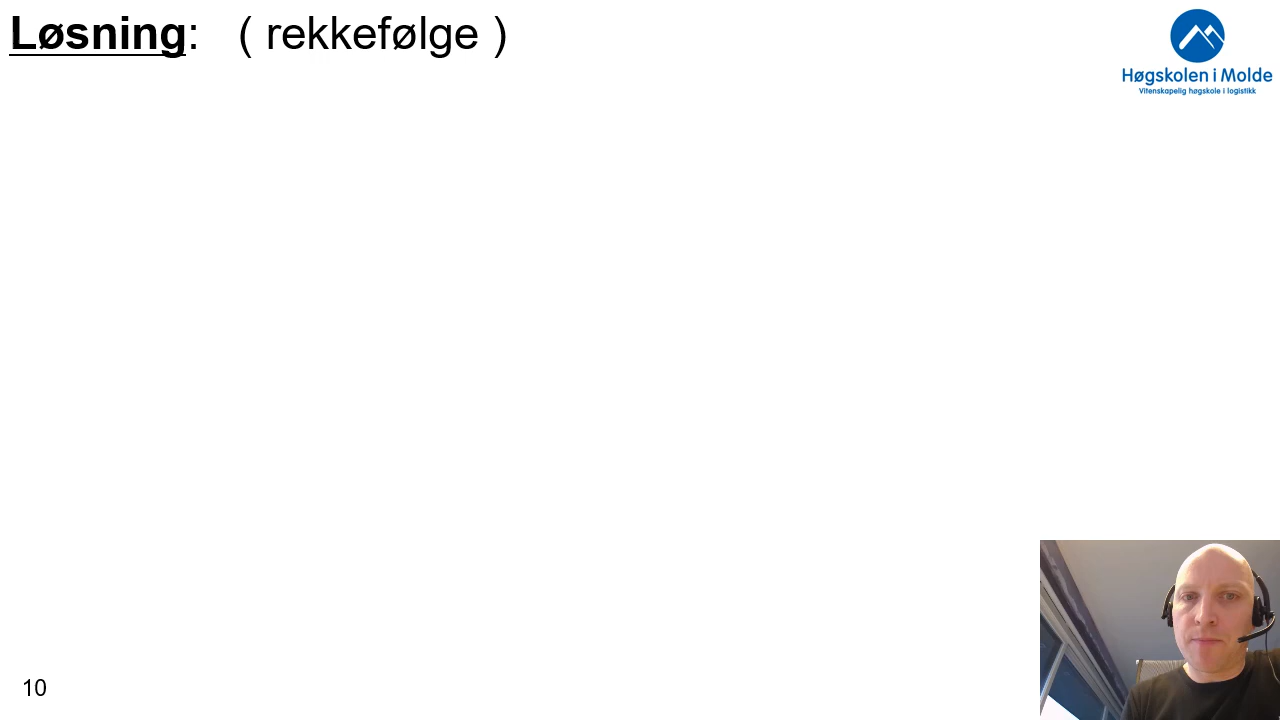 Løsning: ( rekkefølge )
Høgskolen i Molde
Vitenskapelig høgskole i logistikk
10